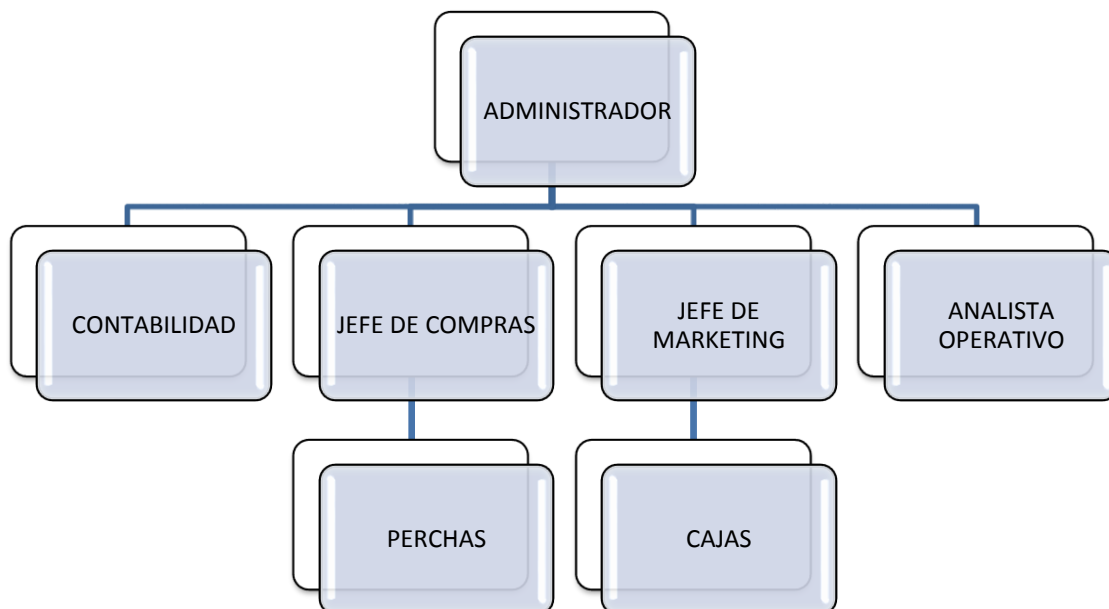 ADMINISTRADOR
CONTABILIDAD
JEFE DE COMPRAS
JEFE DE
MARKETING
ANALISTA
OPERATIVO
PERCHAS
CAJAS